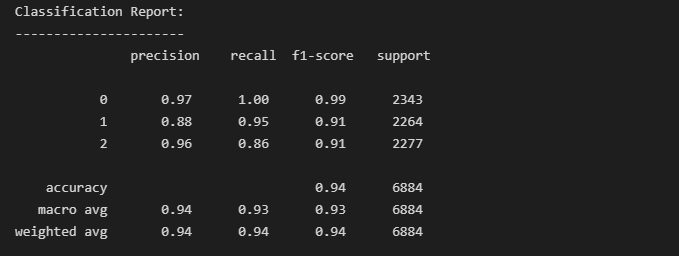 Classification Report:
----------------------
precision    recall  f1-score   support
0       0.97      1.00      0.99      2343
1       0.88      0.95      0.91      2264
2       0.96      0.86      0.91      2277
accuracy                           0.94      6884
macro avg       0.94      0.93      0.93      6884
weighted avg       0.94      0.94      0.94      6884